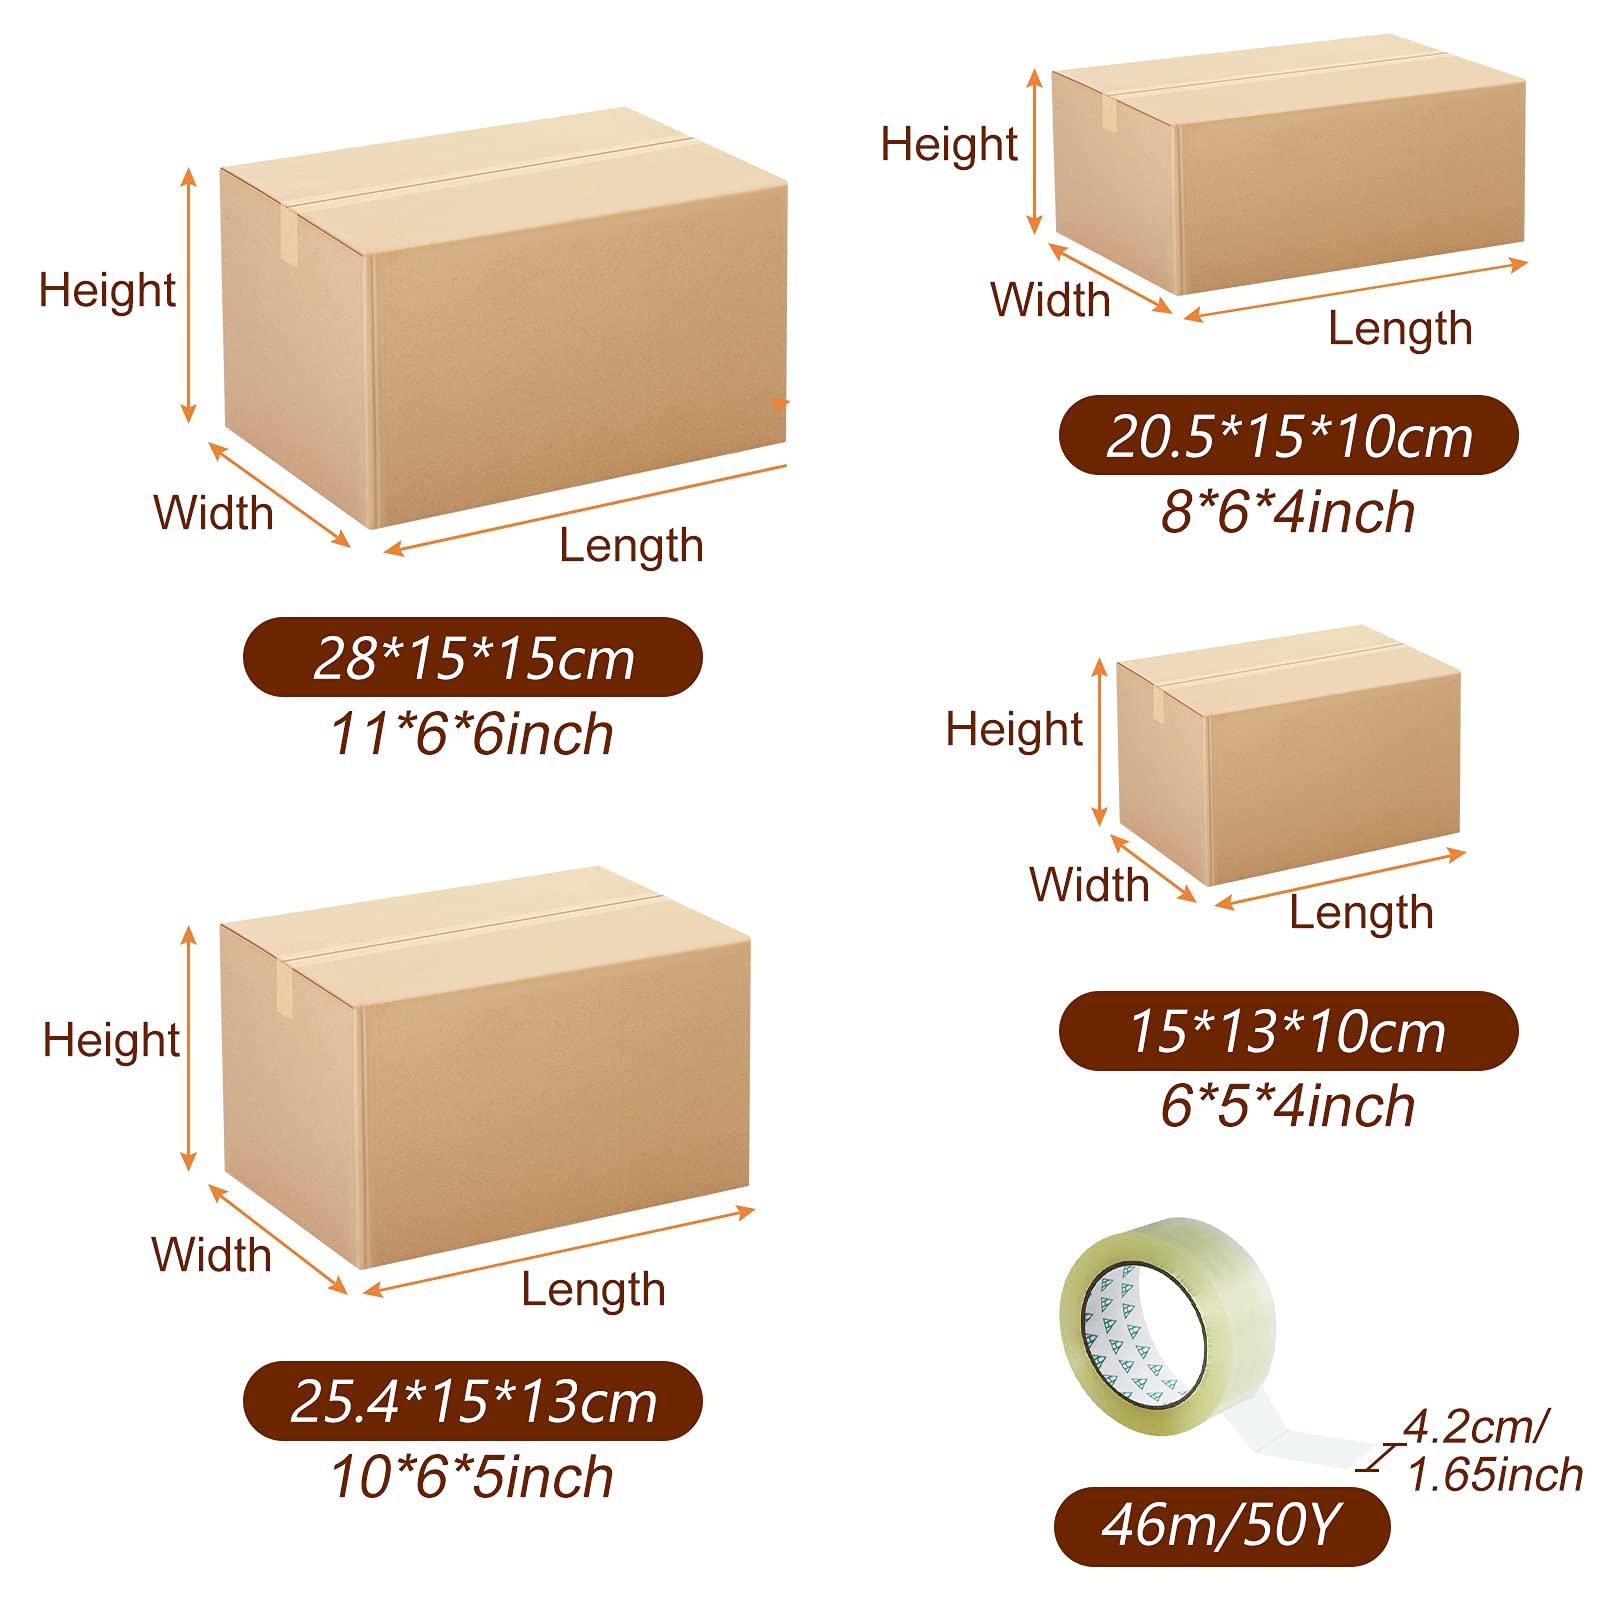 Height
Width
Length
28*15*15cm
11*6*6inch
Height
Width
Length
20.5*15*10cm
8*6*4inch
Height
Width
Length
15*13*10cm
6*5*4inch
Height
Width
Length
25.4*15*13cm
10*6*5inch
4.2cm/
1.65inch
46m/50Y